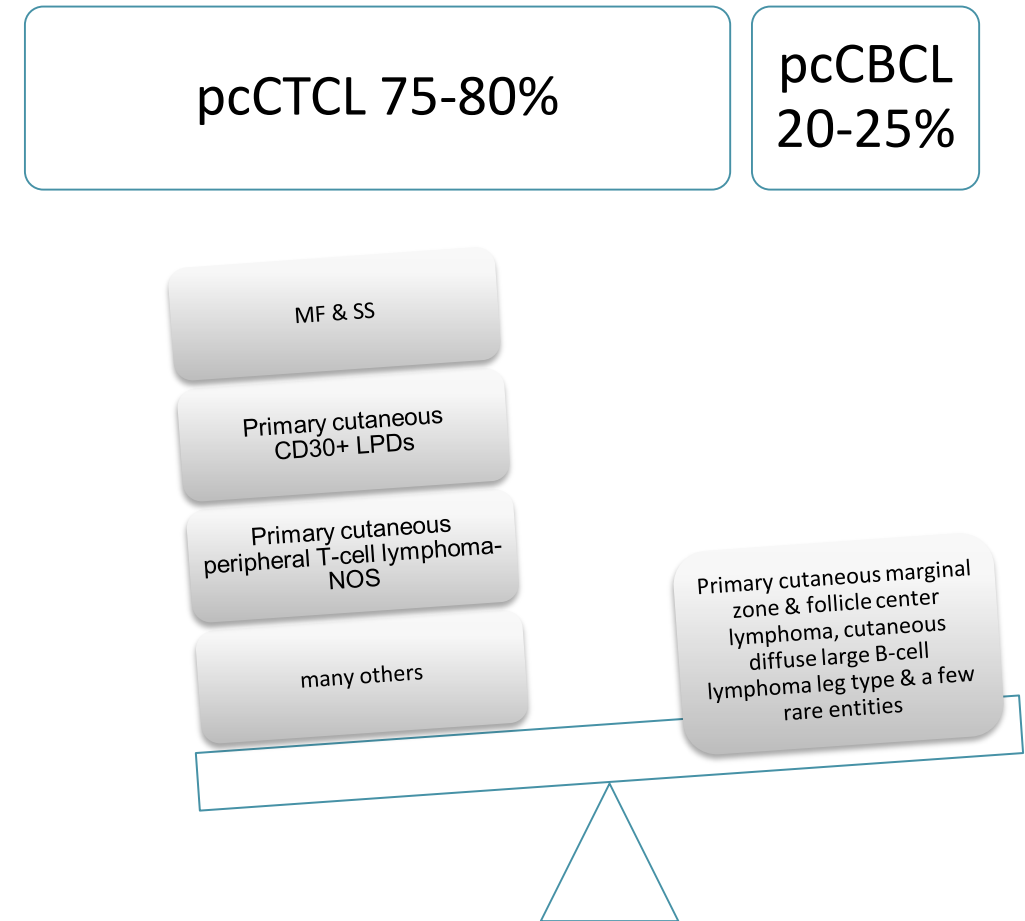 pcCTCL 75-80%
pcCBCL
20-25%
MF & SS
Primary cutaneous
CD30+ LPDs
Primary cutaneous
peripheral T-cell lymphoma-
NOS
many others
Primary cutaneous marginal
zone & follicle center
lymphoma, cutaneous
diffuse large B-cell
lymphoma leg type & a few
rare entities